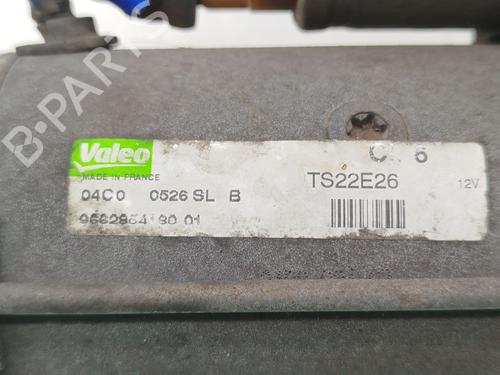 Valeo
MADE IN FRANCE
04C0 0526 SL B
TS22E26
12V
B-PARTS